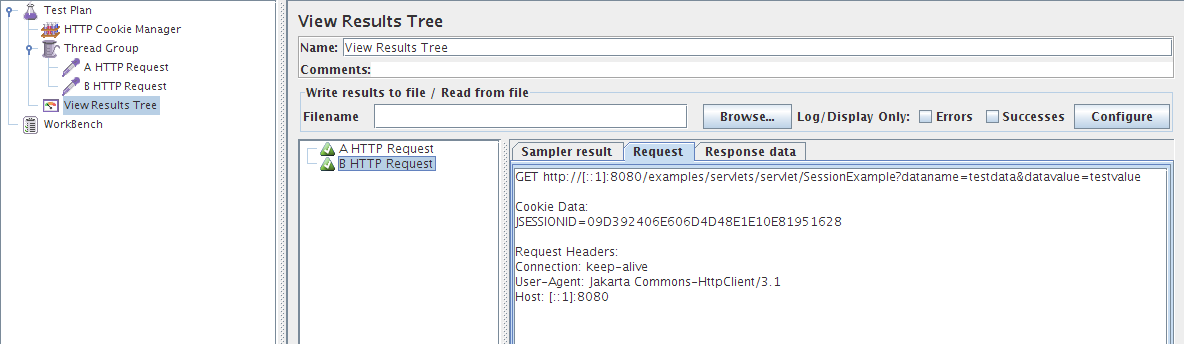 Test Plan
HTTP Cookie Manager
Thread Group
A HTTP Request
B HTTP Request
View Results Tree
WorkBench
View Results Tree
Name: View Results Tree
Comments:
Write results to file / Read from file
Filename Browse... Log/Display Only: Errors Successes Configure
A HTTP Request
B HTTP Request
Sampler result Request Response data
GET http://[::1]:8080/examples/servlets/servlet/SessionExample?dataname=testdata&datavalue=testvalue
Cookie Data:
JSESSIONID=09D392406E606D4D48E1E10E81951628
Request Headers:
Connection: keep-alive
User-Agent: Jakarta Commons-HttpClient/3.1
Host: [::1]:8080